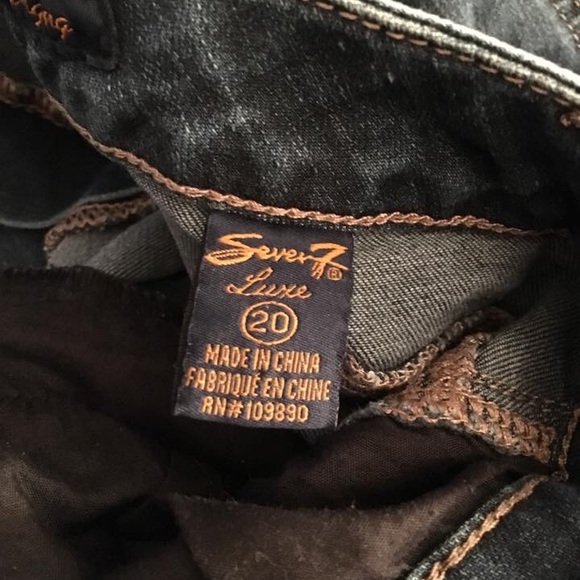 Seven7®
Luxe
20
MADE IN CHINA
FABRIQUÉ EN CHINE
RN# 109890